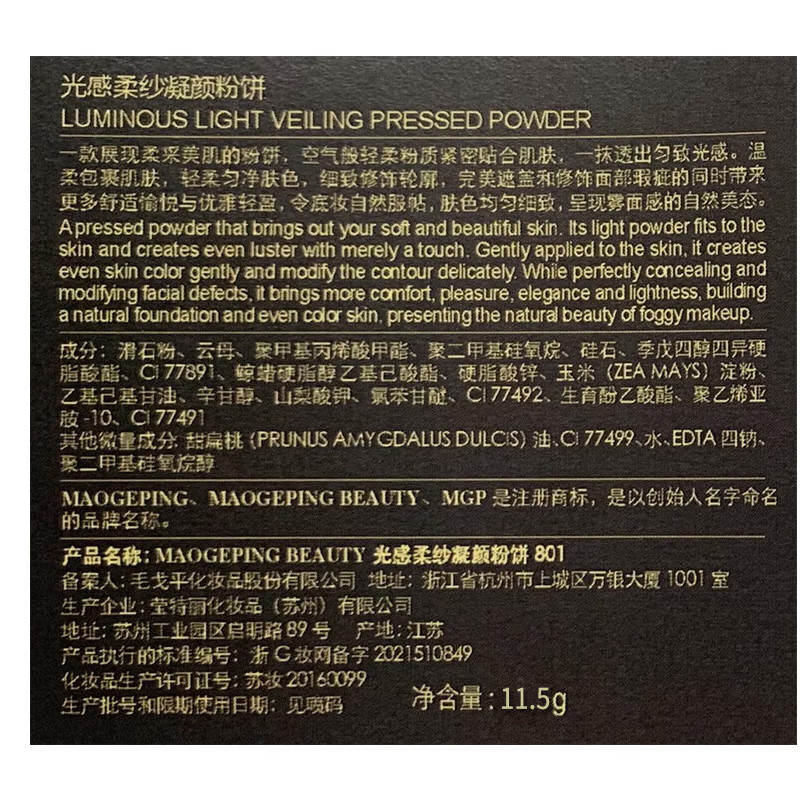 光感柔纱凝颜粉饼
LUMINOUS LIGHT VEILING PRESSED POWDER
一款展现柔采美肌的粉饼，空气般轻柔粉质紧密贴合肌肤，一抹透出匀致光感。温
柔包裹肌肤，轻柔匀净肤色，细致修饰轮廓，完美遮盖和修饰面部瑕疵的同时带来
更多舒适愉悦与优雅轻盈，令底妆自然服帖，肤色均匀细致，呈现雾面感的自然美态。
A pressed powder that brings out your soft and beautiful skin. Its light powder fits to the
skin and creates even luster with merely a touch. Gently applied to the skin, it creates
even skin color gently and modify the contour delicately. While perfectly concealing and
modifying facial defects, it brings more comfort, pleasure, elegance and lightness, building
a natural foundation and even color skin, presenting the natural beauty of foggy makeup.
成分：滑石粉、云母、聚甲基丙烯酸甲酯、聚二甲基硅氧烷、硅石、季戊四醇四异硬
脂酸酯、CI 77891、鲸蜡硬脂醇乙基己酸酯、硬脂酸锌、玉米（ZEA MAYS）淀粉、
乙基己基甘油、辛甘醇、山梨酸钾、氯苯甘醚、CI 77492、生育酚乙酸酯、聚乙烯亚
胺 -10、CI 77491
其他微量成分: 甜扁桃（PRUNUS AMYGDALUS DULCIS）油、CI 77499、水、EDTA 四钠、
聚二甲基硅氧烷醇
MAOGEPING、MAOGEPING BEAUTY、MGP 是注册商标，是以创始人名字命名
的品牌名称。
产品名称: MAOGEPING BEAUTY 光感柔纱凝颜粉饼 801
备案人: 毛戈平化妆品股份有限公司 地址: 浙江省杭州市上城区万银大厦 1001 室
生产企业: 莹特丽化妆品（苏州）有限公司
地址: 苏州工业园区启明路 89 号 产地: 江苏
产品执行的标准编号: 浙 G 妆网备字 2021510849
化妆品生产许可证号: 苏妆 20160099
生产批号和限期使用日期: 见喷码
净含量: 11.5g